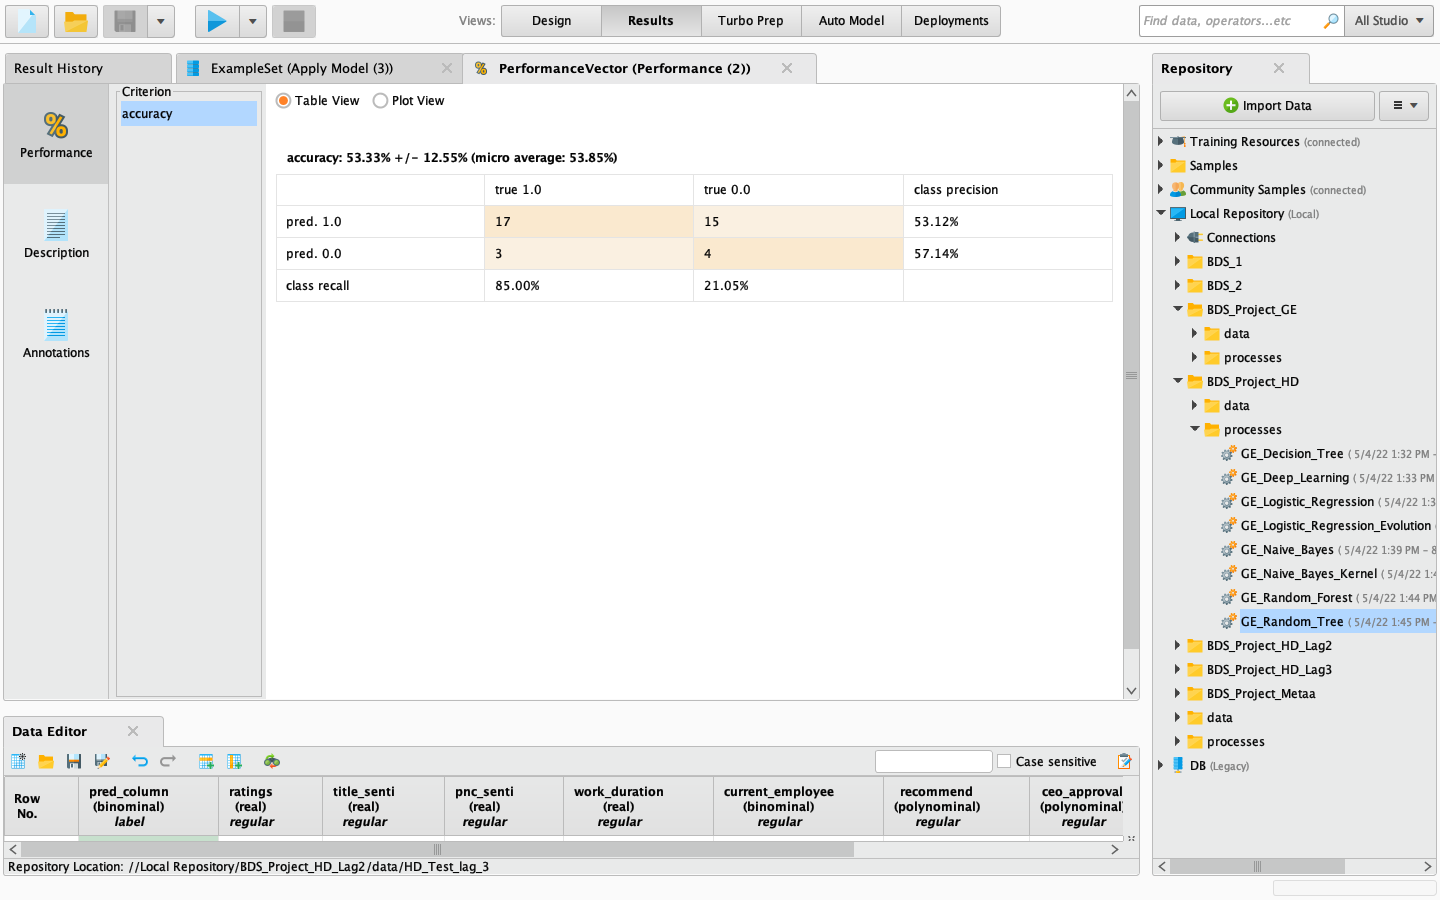 Views: Design Results Turbo Prep Auto Model Deployments Find data, operators...etc All Studio
Result History ExampleSet (Apply Model (3)) PerformanceVector (Performance (2))
Performance
Description
Annotations
Criterion
accuracy
Table View Plot View
accuracy: 53.33% +/- 12.55% (micro average: 53.85%)
true 1.0 true 0.0 class precision
pred. 1.0 17 15 53.12%
pred. 0.0 3 4 57.14%
class recall 85.00% 21.05%
Repository
Import Data
Training Resources (connected)
Samples
Community Samples (connected)
Local Repository (Local)
Connections
BDS_1
BDS_2
BDS_Project_GE
data
processes
BDS_Project_HD
data
processes
GE_Decision_Tree ( 5/4/22 1:32 PM -
GE_Deep_Learning ( 5/4/22 1:33 PM
GE_Logistic_Regression ( 5/4/22 1:3
GE_Logistic_Regression_Evolution
GE_Naive_Bayes ( 5/4/22 1:39 PM - 8
GE_Naive_Bayes_Kernel ( 5/4/22 1:4
GE_Random_Forest ( 5/4/22 1:44 PM
GE_Random_Tree ( 5/4/22 1:45 PM -
BDS_Project_HD_Lag2
BDS_Project_HD_Lag3
BDS_Project_Metaa
data
processes
DB (Legacy)
Data Editor
Case sensitive
Row No. pred_column (binominal) label ratings (real) regular title_senti (real) regular pnc_senti (real) regular work_duration (real) regular current_employee (binominal) regular recommend (polynominal) regular ceo_approval (polynominal) regular
Repository Location: //Local Repository/BDS_Project_HD_Lag2/data/HD_Test_lag_3